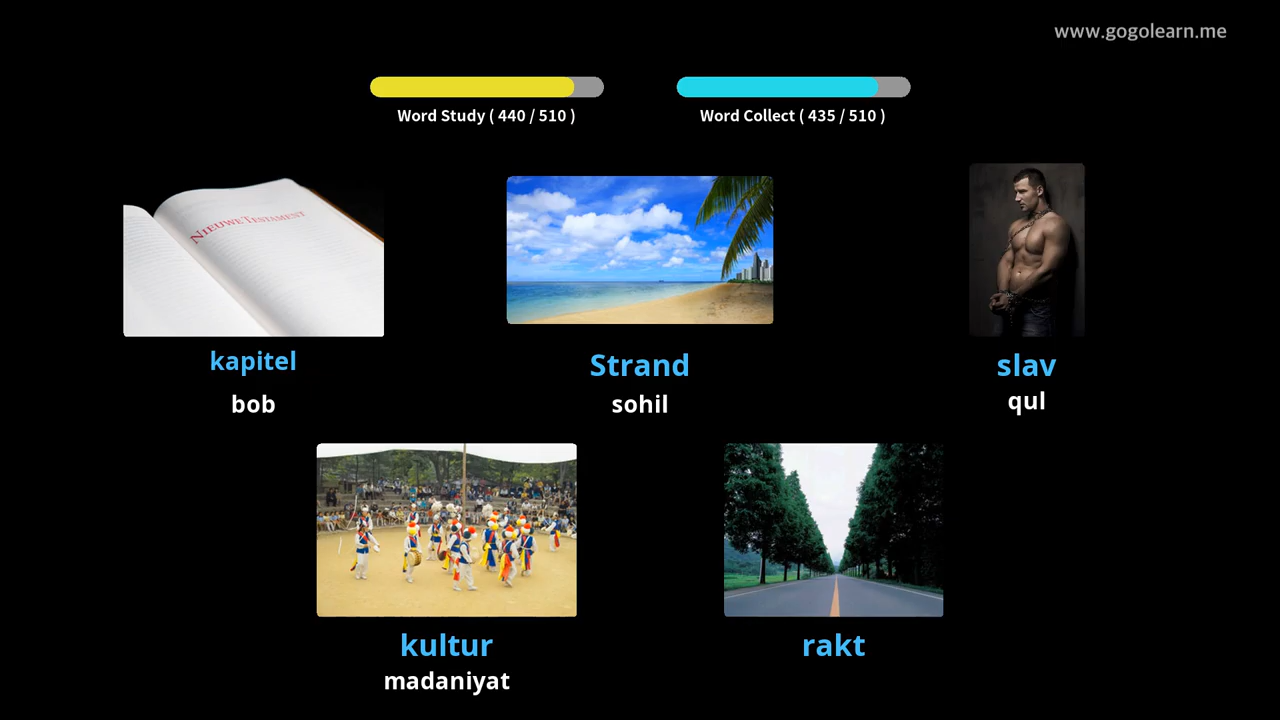 www.gogolearn.me
Word Study ( 440 / 510 )
Word Collect ( 435 / 510 )
NIEUWE TESTAMENT
kapitel
bob
Strand
sohil
slav
qul
kultur
madaniyat
rakt